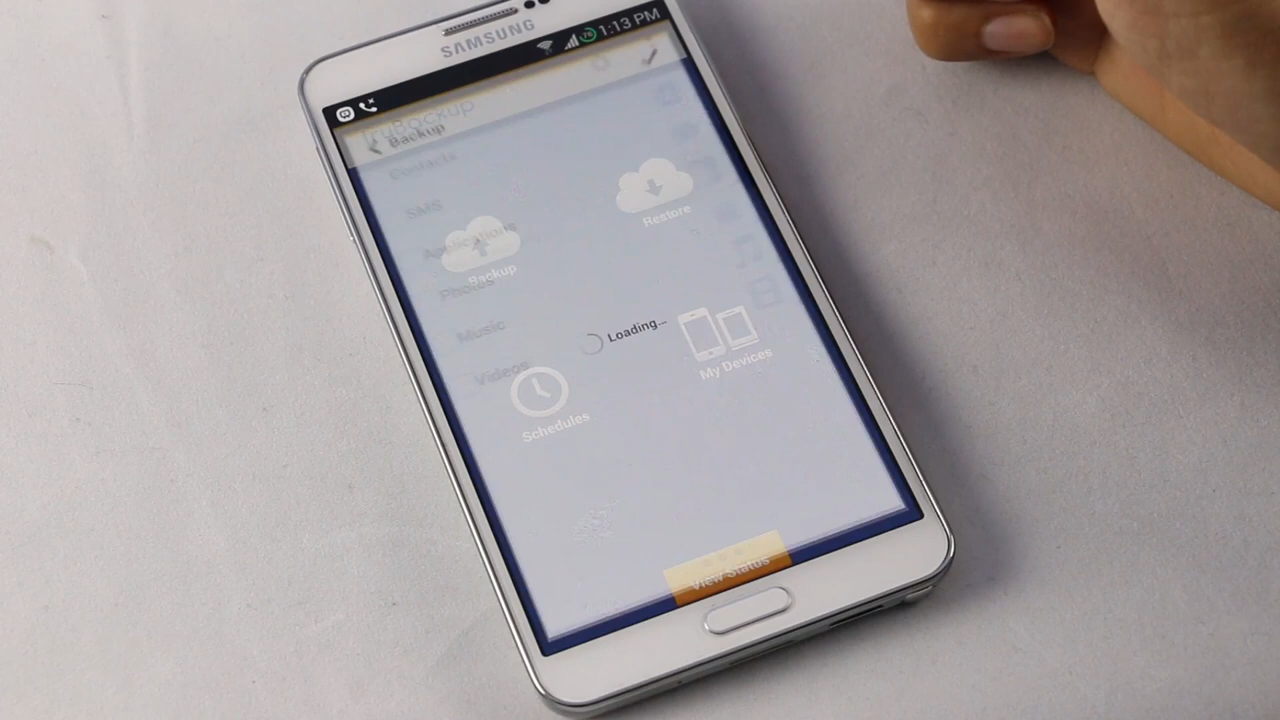 SAMSUNG
76 1:13 PM
Backup
Contacts
SMS
Restore
Applications
Backup
Photos
Music
Loading...
My Devices
Videos
Schedules
View Status